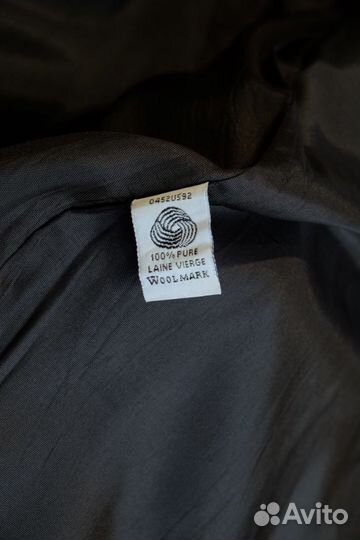 0452US92
100% PURE
LAINE VIERGE
WOOLMARK
Avito